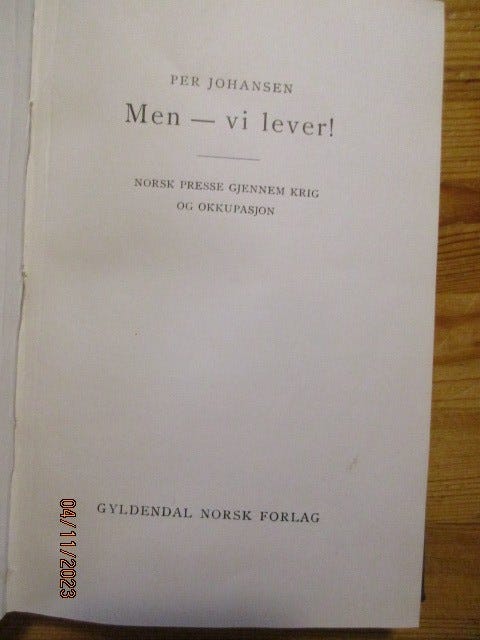 PER JOHANSEN
Men — vi lever!
NORSK PRESSE GJENNEM KRIG
OG OKKUPASJON
GYLDENDAL NORSK FORLAG
04/11/2023